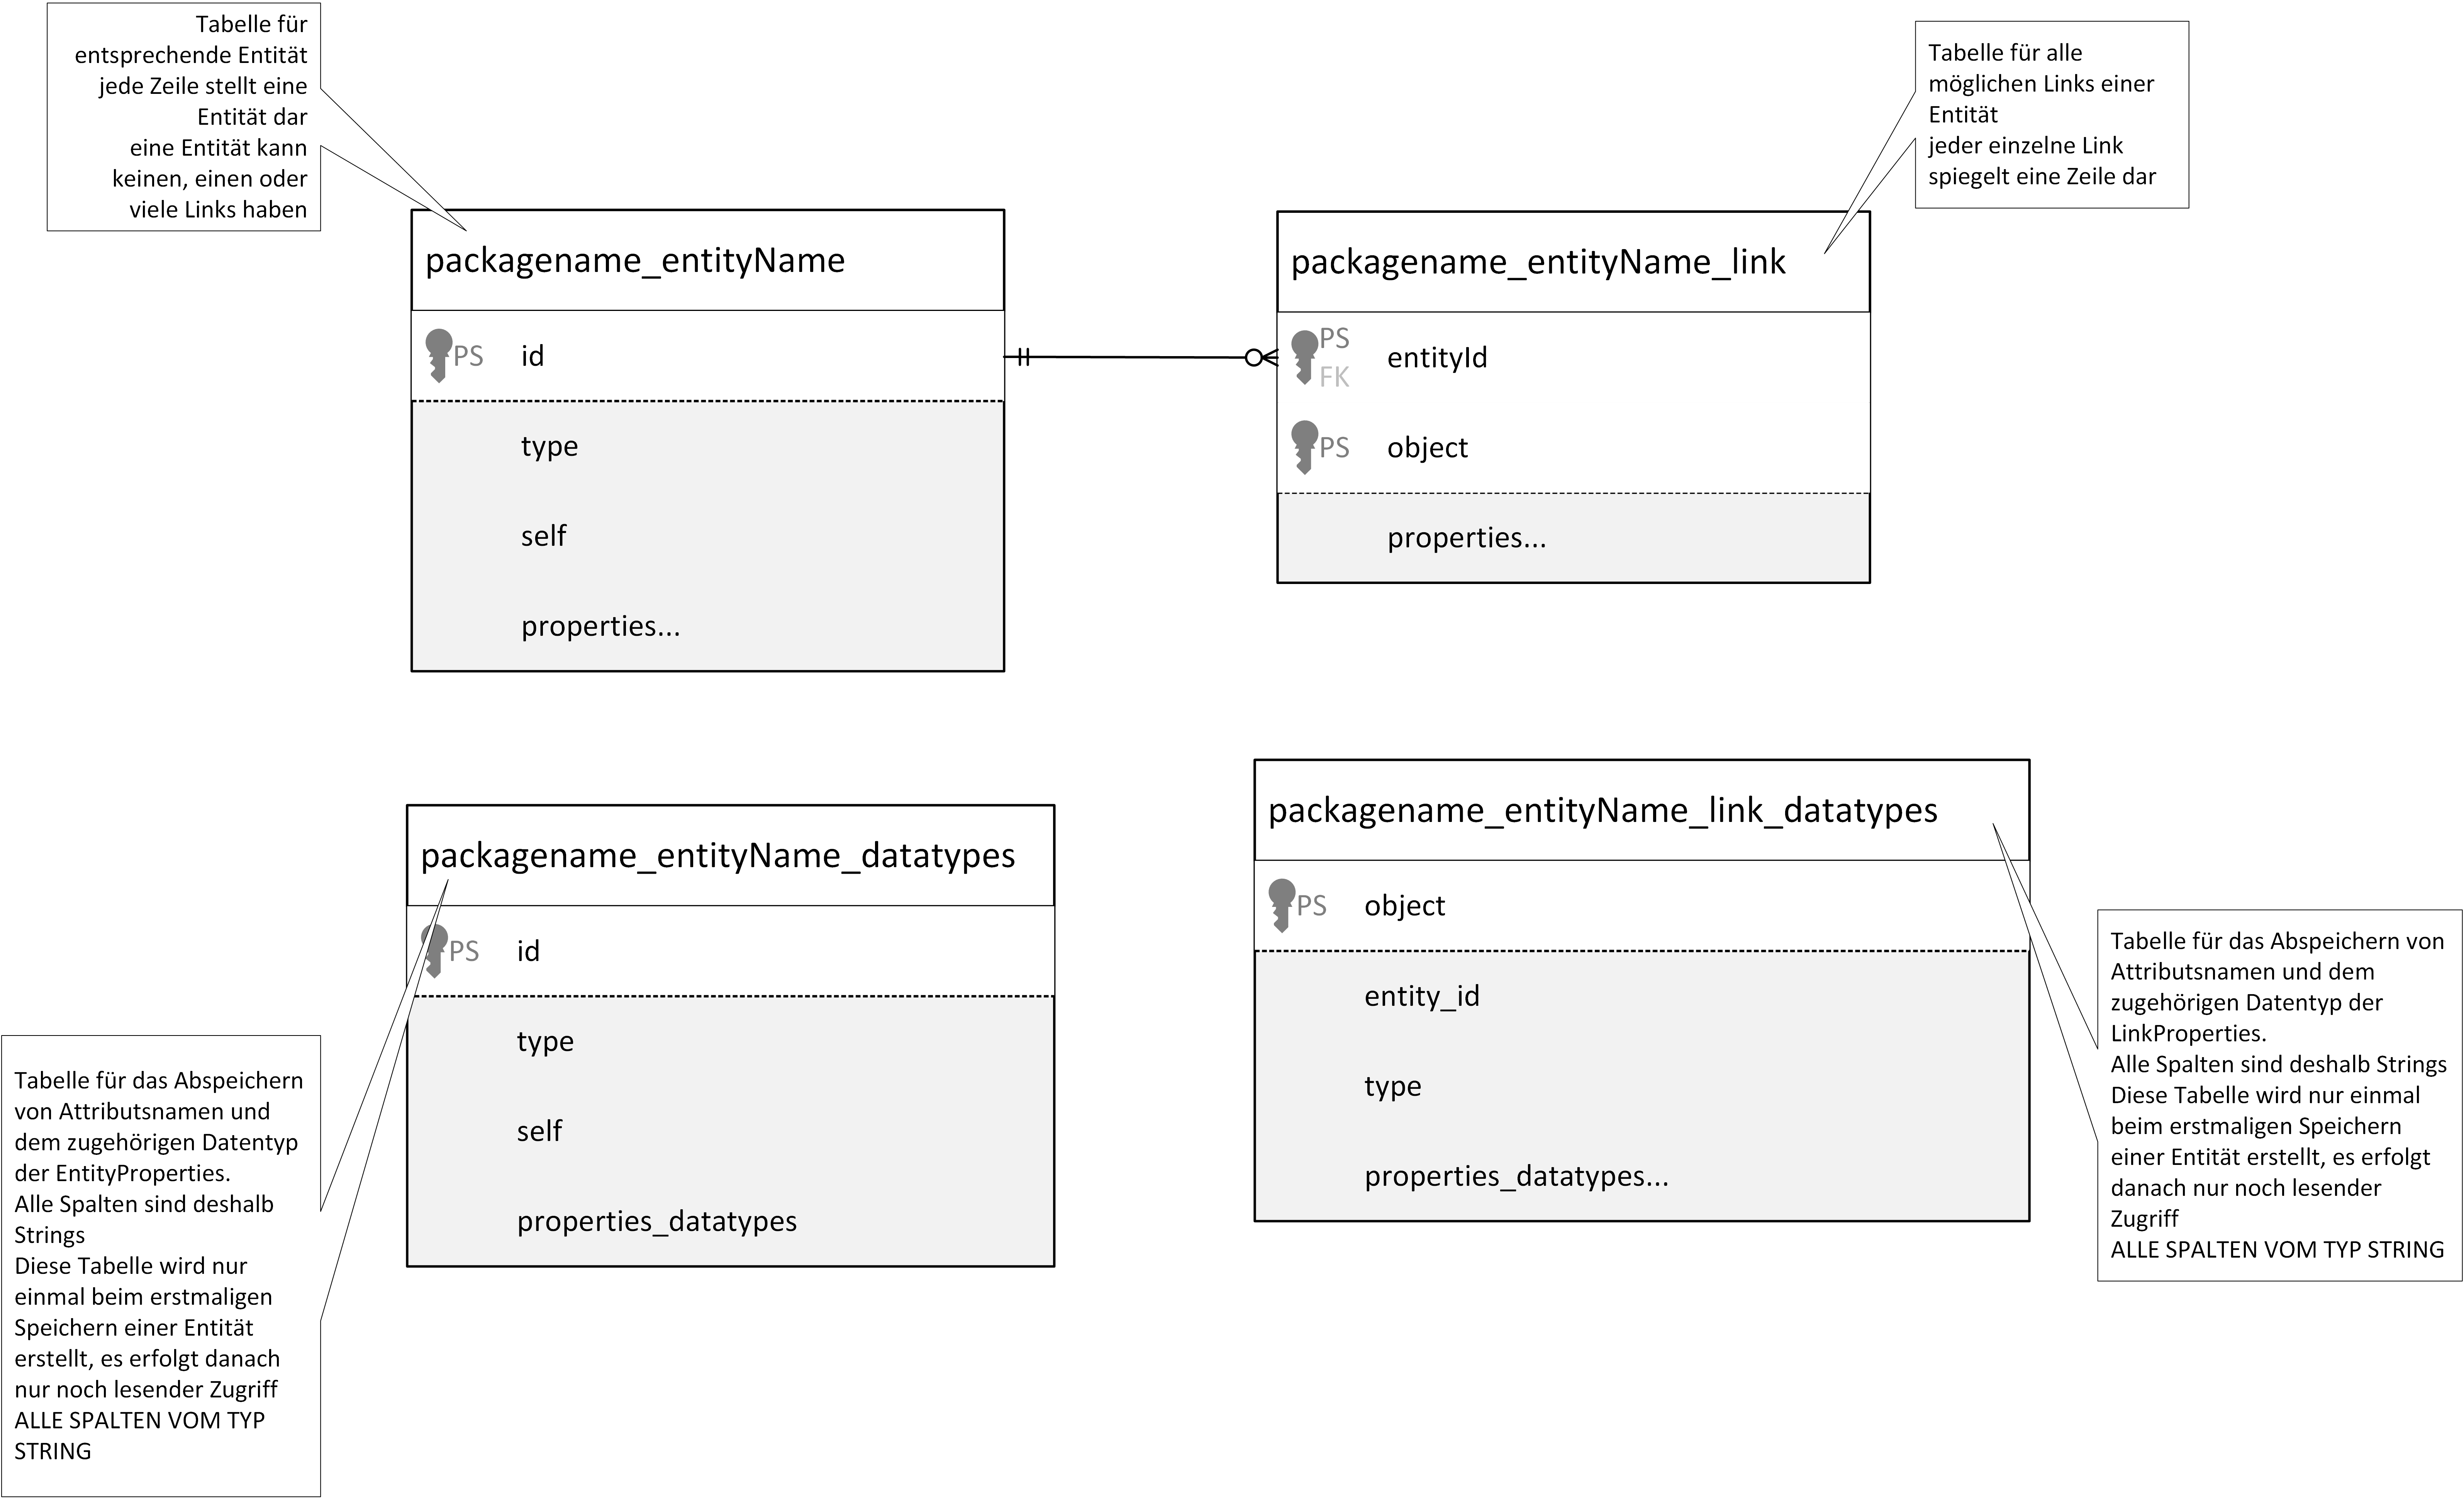 Tabelle für
entsprechende Entität
jede Zeile stellt eine
Entität dar
eine Entität kann
keinen, einen oder
viele Links haben
Tabelle für alle
möglichen Links einer
Entität
jeder einzelne Link
spiegelt eine Zeile dar
packagename_entityName
PS id
type
self
properties...
packagename_entityName_link
PS
FK
entityId
PS object
properties...
packagename_entityName_datatypes
PS id
type
self
properties_datatypes
packagename_entityName_link_datatypes
PS object
entity_id
type
properties_datatypes...
Tabelle für das Abspeichern
von Attributsnamen und
dem zugehörigen Datentyp
der EntityProperties.
Alle Spalten sind deshalb
Strings
Diese Tabelle wird nur
einmal beim erstmaligen
Speichern einer Entität
erstellt, es erfolgt danach
nur noch lesender Zugriff
ALLE SPALTEN VOM TYP
STRING
Tabelle für das Abspeichern von
Attributsnamen und dem
zugehörigen Datentyp der
LinkProperties.
Alle Spalten sind deshalb Strings
Diese Tabelle wird nur einmal
beim erstmaligen Speichern
einer Entität erstellt, es erfolgt
danach nur noch lesender
Zugriff
ALLE SPALTEN VOM TYP STRING